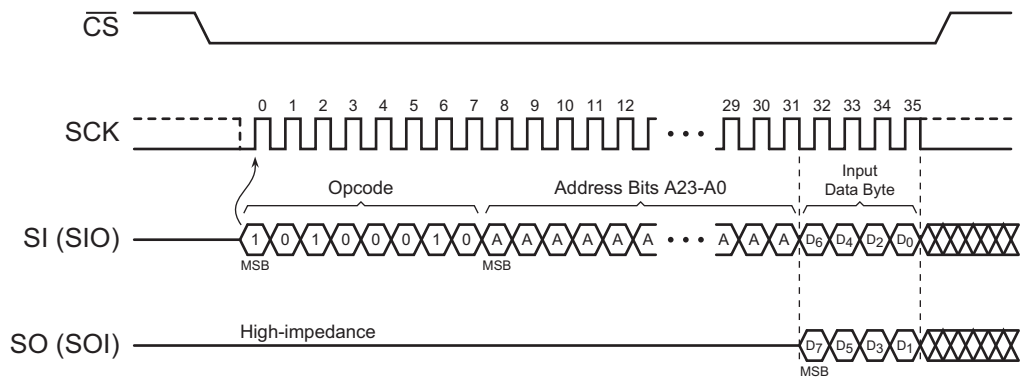 CS
0 1 2 3 4 5 6 7 8 9 10 11 12 29 30 31 32 33 34 35
SCK
Opcode
Address Bits A23-A0
Input
Data Byte
SI (SIO)
1 0 1 0 0 0 1 0 A A A A A A • • • A A A D6 D4 D2 D0
MSB MSB
High-impedance
SO (SOI)
D7 D5 D3 D1
MSB